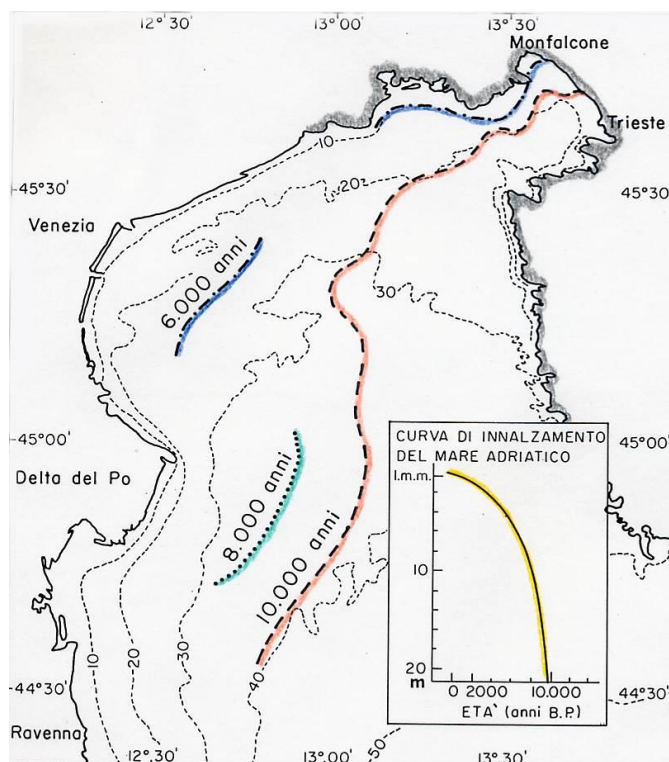 12°30' 13°00' 13°30'
Monfalcone
Trieste
10
45°30'
20
45°30'
Venezia
6.000 anni
30
45°00'
CURVA DI INNALZAMENTO
DEL MARE ADRIATICO
45°00'
l.m.m.
Delta del Po
8.000 anni
10.000 anni
10
10
20
30
40
20
m
0 2000 10.000
ETA' (anni B.P.)
44°30'
44°30'
50
Ravenna
12°30' 13°00' 13°30'